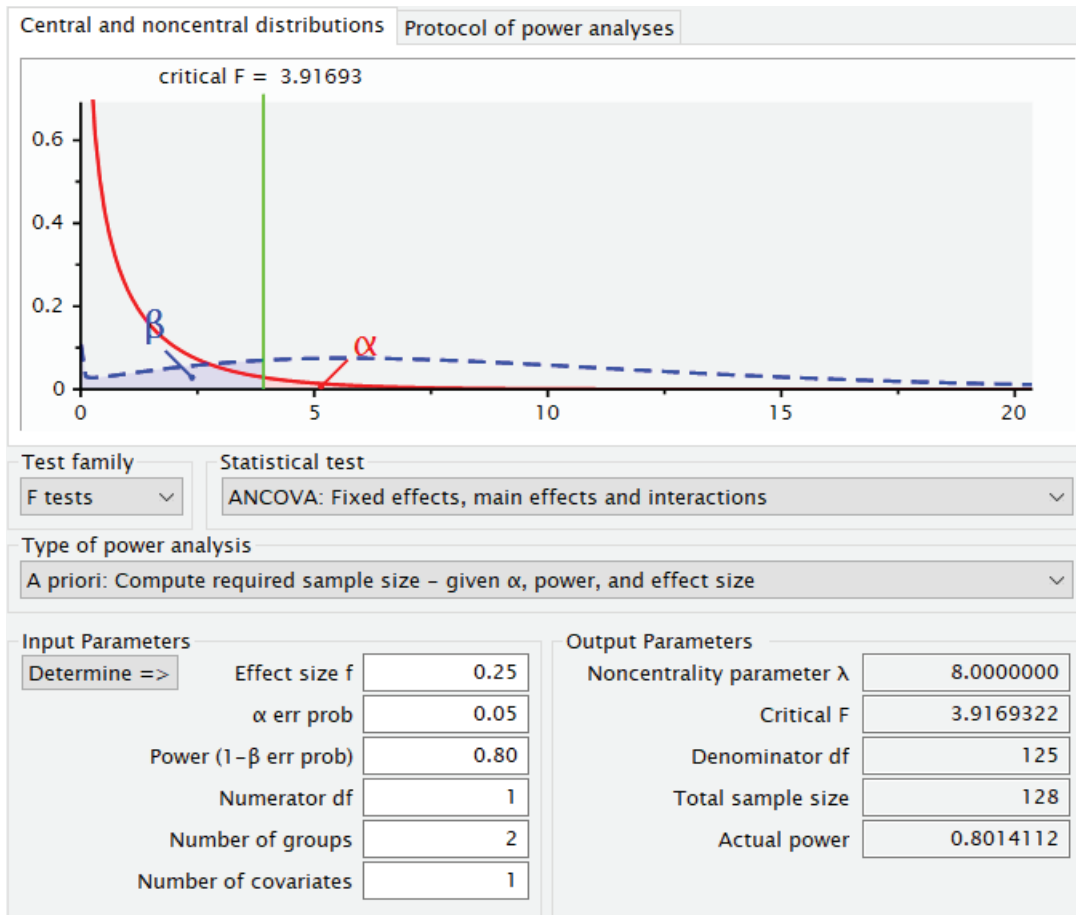 Central and noncentral distributions
Protocol of power analyses
critical F = 3.91693
0.6
0.4
0.2
0
β
α
0 5 10 15 20
Test family
Statistical test
F tests
ANCOVA: Fixed effects, main effects and interactions
Type of power analysis
A priori: Compute required sample size – given α, power, and effect size
Input Parameters
Determine =>
Effect size f 0.25
α err prob 0.05
Power (1-β err prob) 0.80
Numerator df 1
Number of groups 2
Number of covariates 1
Output Parameters
Noncentrality parameter λ 8.0000000
Critical F 3.9169322
Denominator df 125
Total sample size 128
Actual power 0.8014112